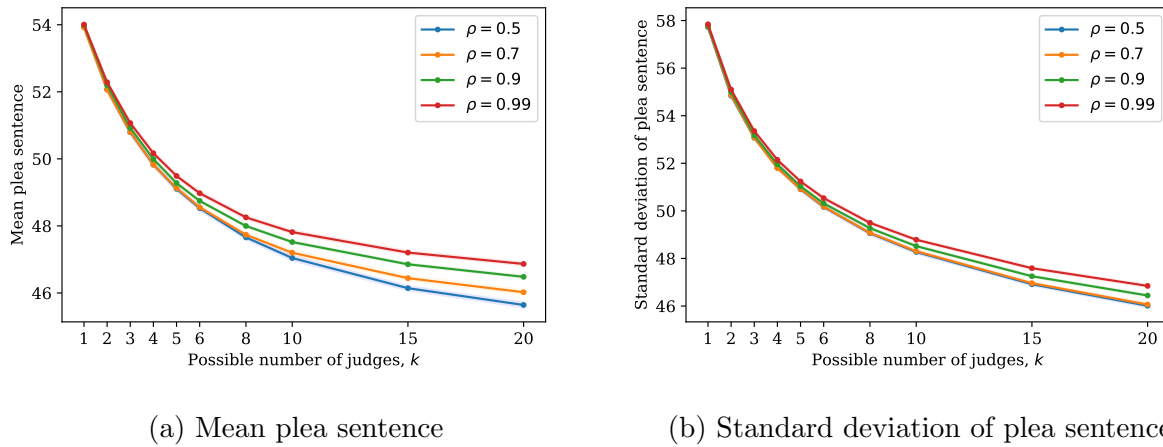 54
52
50
48
46
Mean plea sentence
ρ = 0.5
ρ = 0.7
ρ = 0.9
ρ = 0.99
1 2 3 4 5 6 8 10 15 20
Possible number of judges, k
(a) Mean plea sentence
58
56
54
52
50
48
46
Standard deviation of plea sentence
ρ = 0.5
ρ = 0.7
ρ = 0.9
ρ = 0.99
1 2 3 4 5 6 8 10 15 20
Possible number of judges, k
(b) Standard deviation of plea sentence